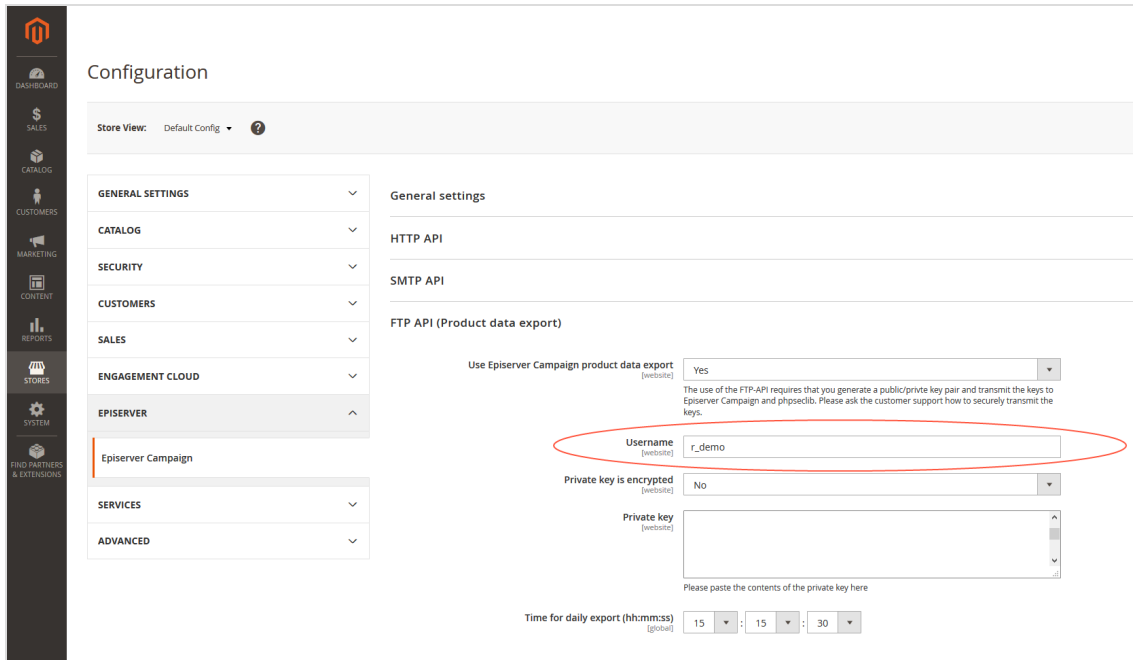 Configuration
DASHBOARD
$
SALES
CATALOG
CUSTOMERS
MARKETING
CONTENT
REPORTS
STORES
SYSTEM
FIND PARTNERS
& EXTENSIONS
Store View: Default Config ?
GENERAL SETTINGS
CATALOG
SECURITY
CUSTOMERS
SALES
ENGAGEMENT CLOUD
EPISERVER
Episerver Campaign
SERVICES
ADVANCED
General settings
HTTP API
SMTP API
FTP API (Product data export)
Use Episerver Campaign product data export
[website]
Yes
The use of the FTP-API requires that you generate a public/privte key pair and transmit the keys to
Episerver Campaign and phpseclib. Please ask the customer support how to securely transmit the
keys.
Username
[website]
r_demo
Private key is encrypted
[website]
No
Private key
[website]
Please paste the contents of the private key here
Time for daily export (hh:mm:ss)
[global]
15 : 15 : 30